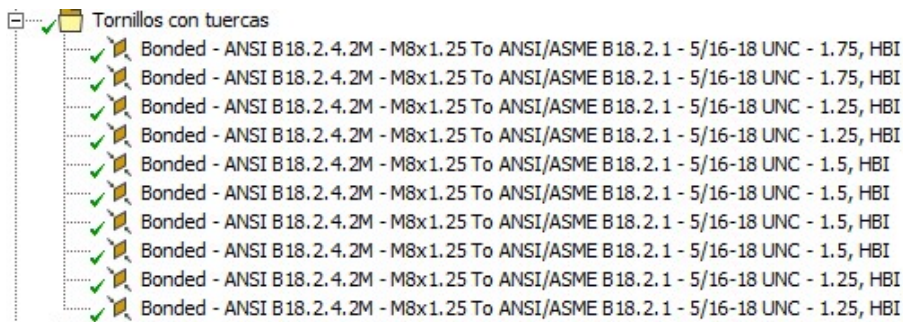 Tornillos con tuercas
Bonded - ANSI B18.2.4.2M - M8x1.25 To ANSI/ASME B18.2.1 - 5/16-18 UNC - 1.75, HBI
Bonded - ANSI B18.2.4.2M - M8x1.25 To ANSI/ASME B18.2.1 - 5/16-18 UNC - 1.75, HBI
Bonded - ANSI B18.2.4.2M - M8x1.25 To ANSI/ASME B18.2.1 - 5/16-18 UNC - 1.25, HBI
Bonded - ANSI B18.2.4.2M - M8x1.25 To ANSI/ASME B18.2.1 - 5/16-18 UNC - 1.25, HBI
Bonded - ANSI B18.2.4.2M - M8x1.25 To ANSI/ASME B18.2.1 - 5/16-18 UNC - 1.5, HBI
Bonded - ANSI B18.2.4.2M - M8x1.25 To ANSI/ASME B18.2.1 - 5/16-18 UNC - 1.5, HBI
Bonded - ANSI B18.2.4.2M - M8x1.25 To ANSI/ASME B18.2.1 - 5/16-18 UNC - 1.5, HBI
Bonded - ANSI B18.2.4.2M - M8x1.25 To ANSI/ASME B18.2.1 - 5/16-18 UNC - 1.5, HBI
Bonded - ANSI B18.2.4.2M - M8x1.25 To ANSI/ASME B18.2.1 - 5/16-18 UNC - 1.25, HBI
Bonded - ANSI B18.2.4.2M - M8x1.25 To ANSI/ASME B18.2.1 - 5/16-18 UNC - 1.25, HBI